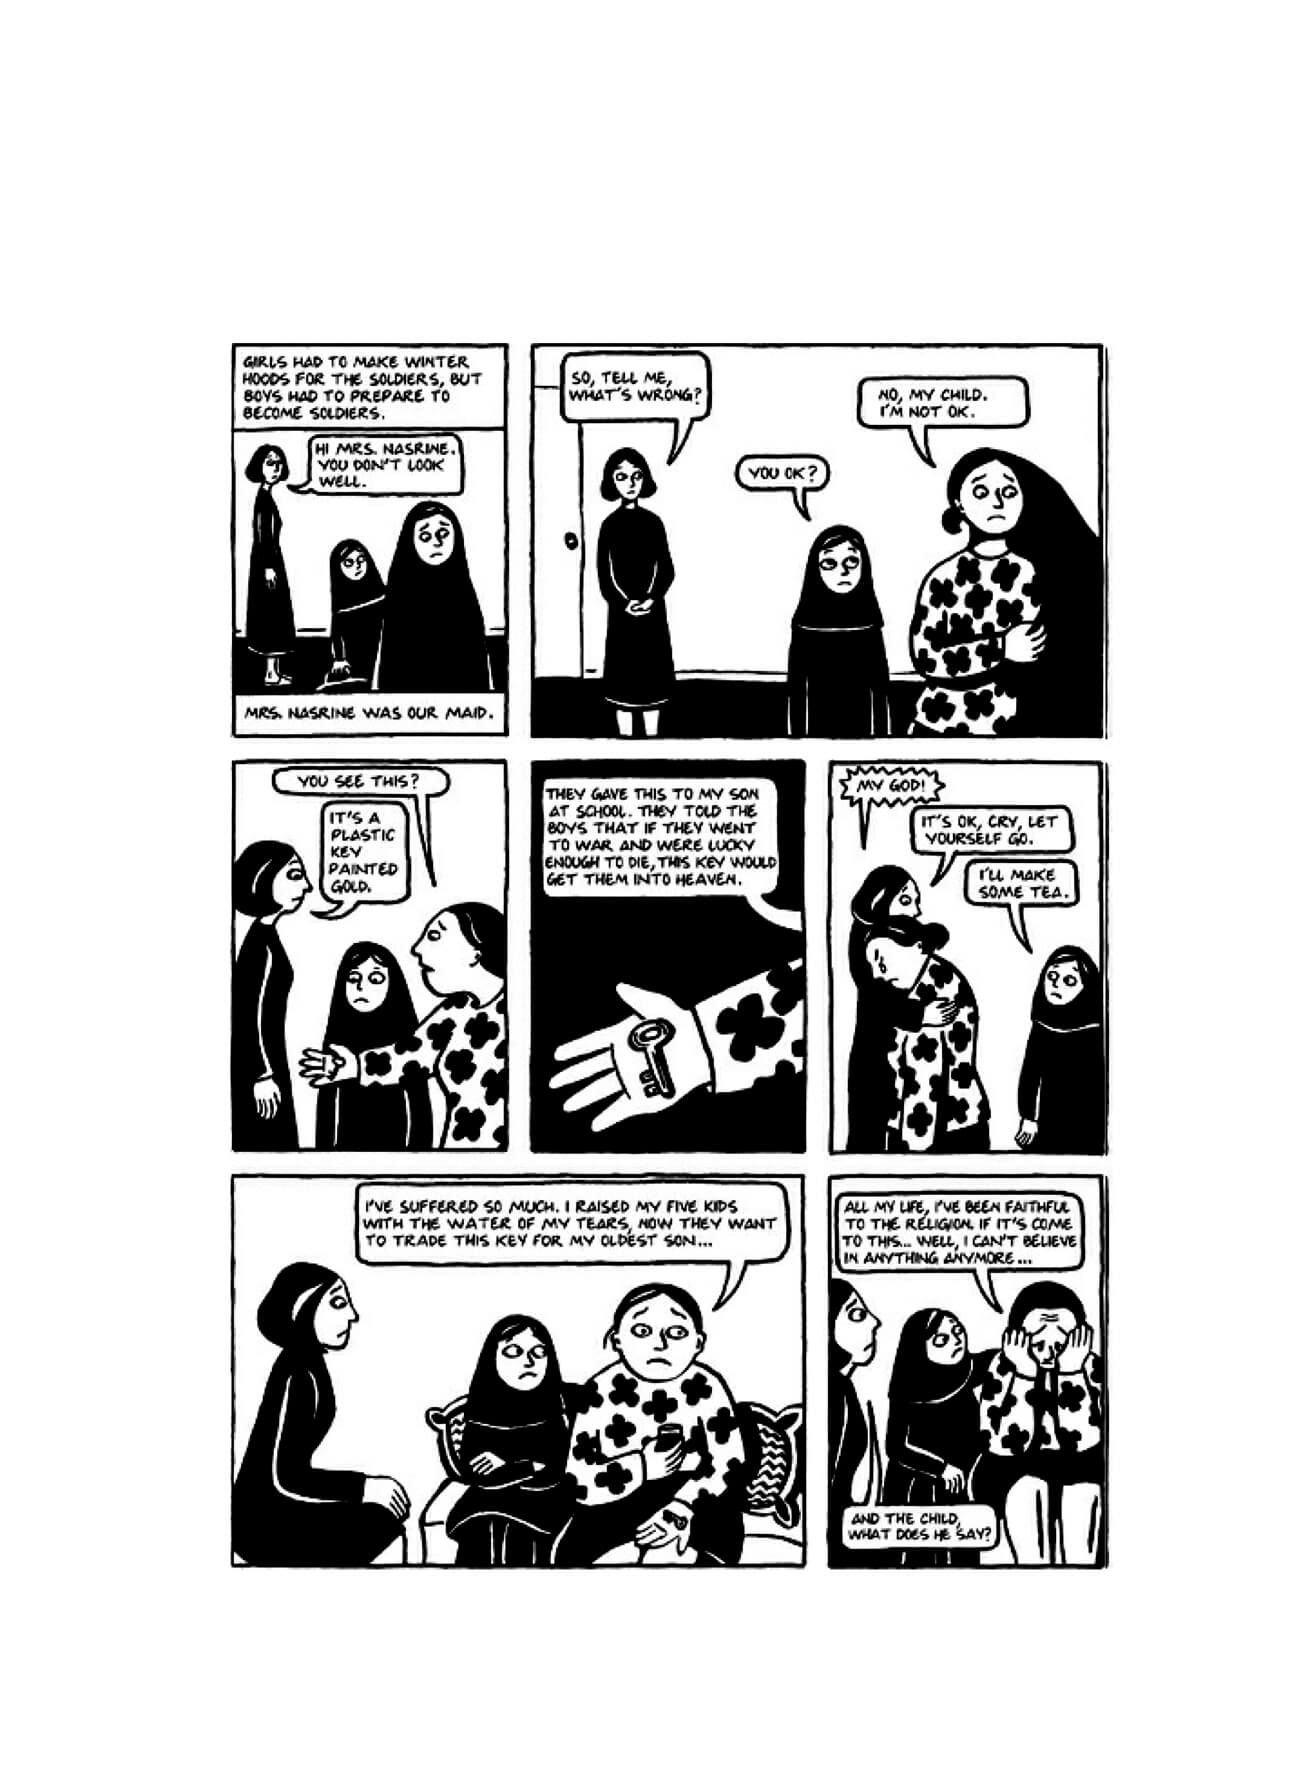 GIRLS HAD TO MAKE WINTER
HOODS FOR THE SOLDIERS, BUT
BOYS HAD TO PREPARE TO
BECOME SOLDIERS.
HI MRS. NASRINE.
YOU DON'T LOOK
WELL.
MRS. NASRINE WAS OUR MAID.
SO, TELL ME,
WHAT'S WRONG?
YOU OK?
NO, MY CHILD.
I'M NOT OK.
YOU SEE THIS?
IT'S A
PLASTIC
KEY
PAINTED
GOLD.
THEY GAVE THIS TO MY SON
AT SCHOOL. THEY TOLD THE
BOYS THAT IF THEY WENT
TO WAR AND WERE LUCKY
ENOUGH TO DIE, THIS KEY WOULD
GET THEM INTO HEAVEN.
MY GOD!
IT'S OK, CRY, LET
YOURSELF GO.
I'LL MAKE
SOME TEA.
I'VE SUFFERED SO MUCH. I RAISED MY FIVE KIDS
WITH THE WATER OF MY TEARS, NOW THEY WANT
TO TRADE THIS KEY FOR MY OLDEST SON...
ALL MY LIFE, I'VE BEEN FAITHFUL
TO THE RELIGION. IF IT'S COME
TO THIS... WELL, I CAN'T BELIEVE
IN ANYTHING ANYMORE...
AND THE CHILD,
WHAT DOES HE SAY?